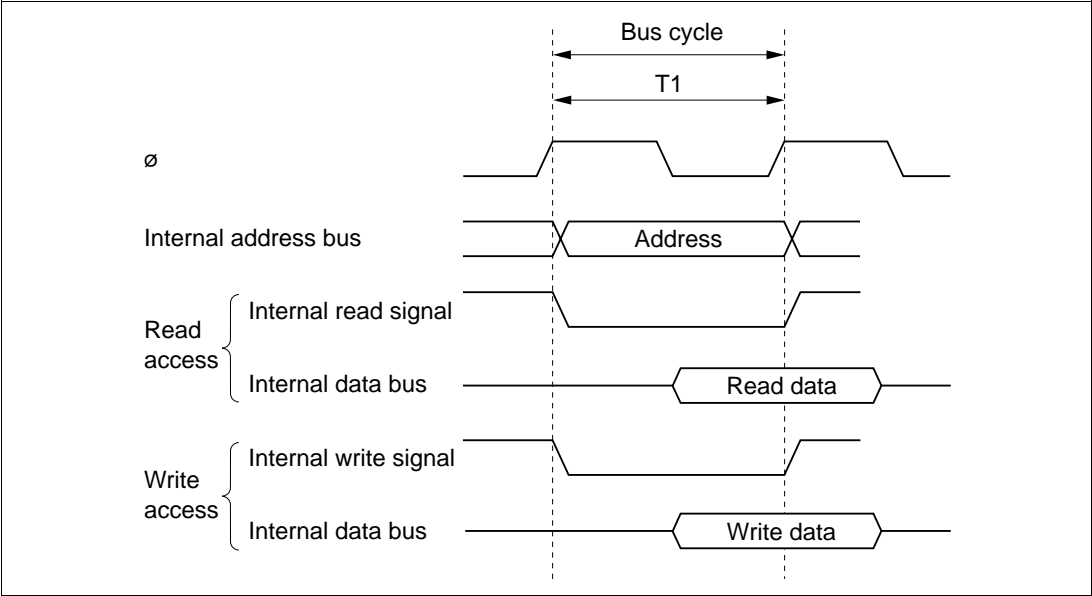 Bus cycle
T1
ø
Internal address bus
Address
Read
access
Internal read signal
Internal data bus
Read data
Write
access
Internal write signal
Internal data bus
Write data